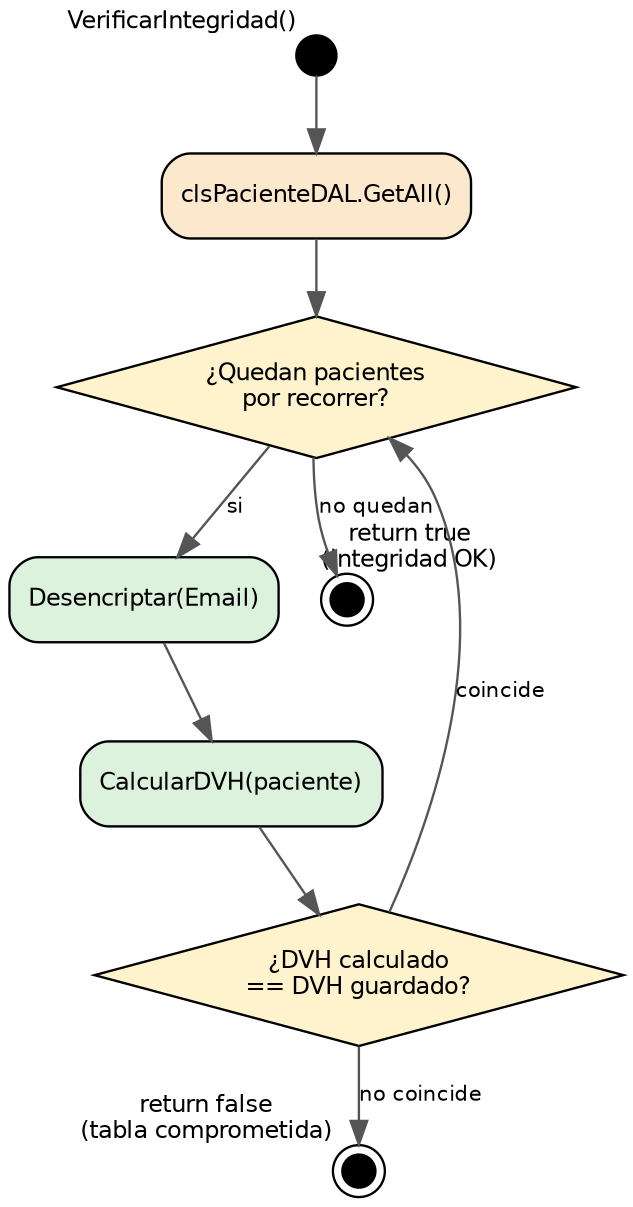 VerificarIntegridad()
clsPacienteDAL.GetAll()
¿Quedan pacientes
por recorrer?
si
no quedan
return true
(integridad OK)
Desencriptar(Email)
coincide
CalcularDVH(paciente)
¿DVH calculado
== DVH guardado?
no coincide
return false
(tabla comprometida)